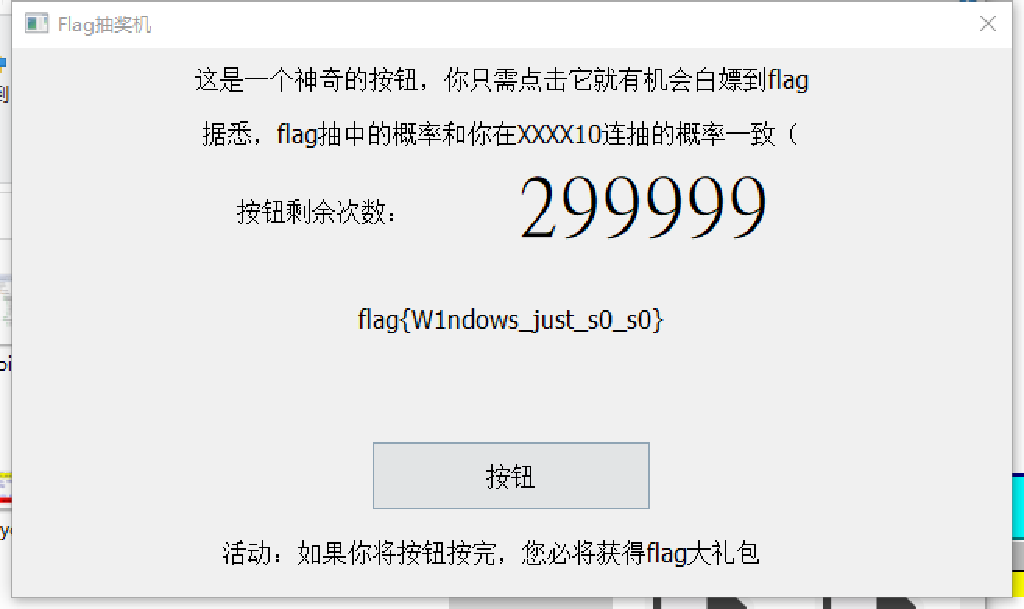 Flag抽奖机
到
这是一个神奇的按钮，你只需点击它就有机会白嫖到flag
据悉，flag抽中的概率和你在XXXX10连抽的概率一致（
按钮剩余次数：
299999
flag{W1ndows_just_s0_s0}
按钮
活动：如果你将按钮按完，您必将获得flag大礼包